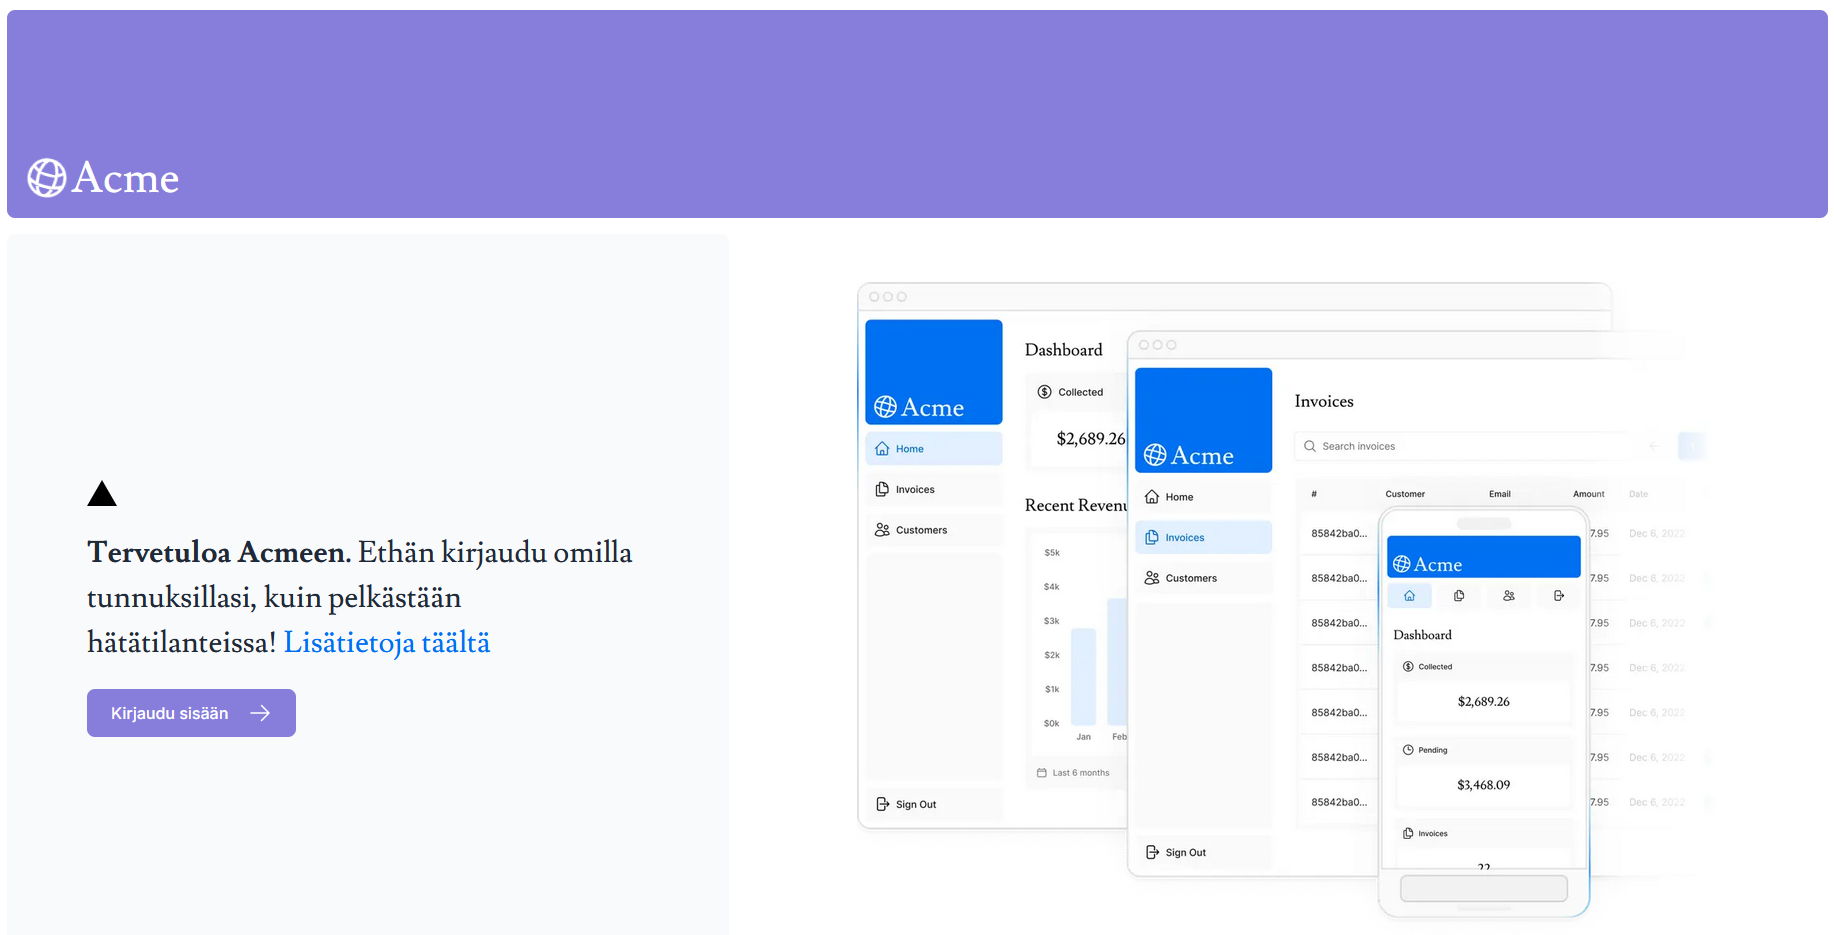 Acme
Tervetuloa Acmeen. Ethän kirjaudu omilla
tunnuksillasi, kuin pelkästään
hätätilanteissa! Lisätietoja täältä
Kirjaudu sisään
Acme
Home
Invoices
Customers
Sign Out
Dashboard
Collected
$2,689.26
Recent Revenu
$5k
$4k
$3k
$2k
$1k
$0k
Jan Feb
Last 6 months
Acme
Home
Invoices
Customers
Sign Out
Invoices
Search invoices
# Customer Email Amount Date
85842ba0... 7.95 Dec 6, 2022
85842ba0... 7.95 Dec 6, 2022
85842ba0... 7.95 Dec 6, 2022
85842ba0... 7.95 Dec 6, 2022
85842ba0... 7.95 Dec 6, 2022
85842ba0... 7.95 Dec 6, 2022
85842ba0... 7.95 Dec 6, 2022
Acme
Dashboard
Collected
$2,689.26
Pending
$3,468.09
Invoices
22